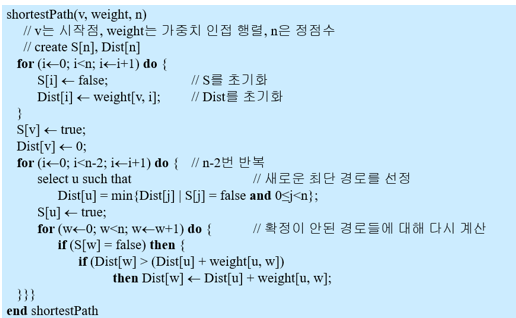 shortestPath(v, weight, n)
// v는 시작점, weight는 가중치 인접 행렬, n은 정점수
// create S[n], Dist[n]
for (i←0; i<n; i←i+1) do {
S[i] ← false; // S를 초기화
Dist[i] ← weight[v, i]; // Dist를 초기화
}
S[v] ← true;
Dist[v] ← 0;
for (i←0; i<n-2; i←i+1) do { // n-2번 반복
select u such that // 새로운 최단 경로를 선정
Dist[u] = min{Dist[j] | S[j] = false and 0≤j<n};
S[u] ← true;
for (w←0; w<n; w←w+1) do { // 확정이 안된 경로들에 대해 다시 계산
if (S[w] = false) then {
if (Dist[w] > (Dist[u] + weight[u, w])
then Dist[w] ← Dist[u] + weight[u, w];
}}}
end shortestPath